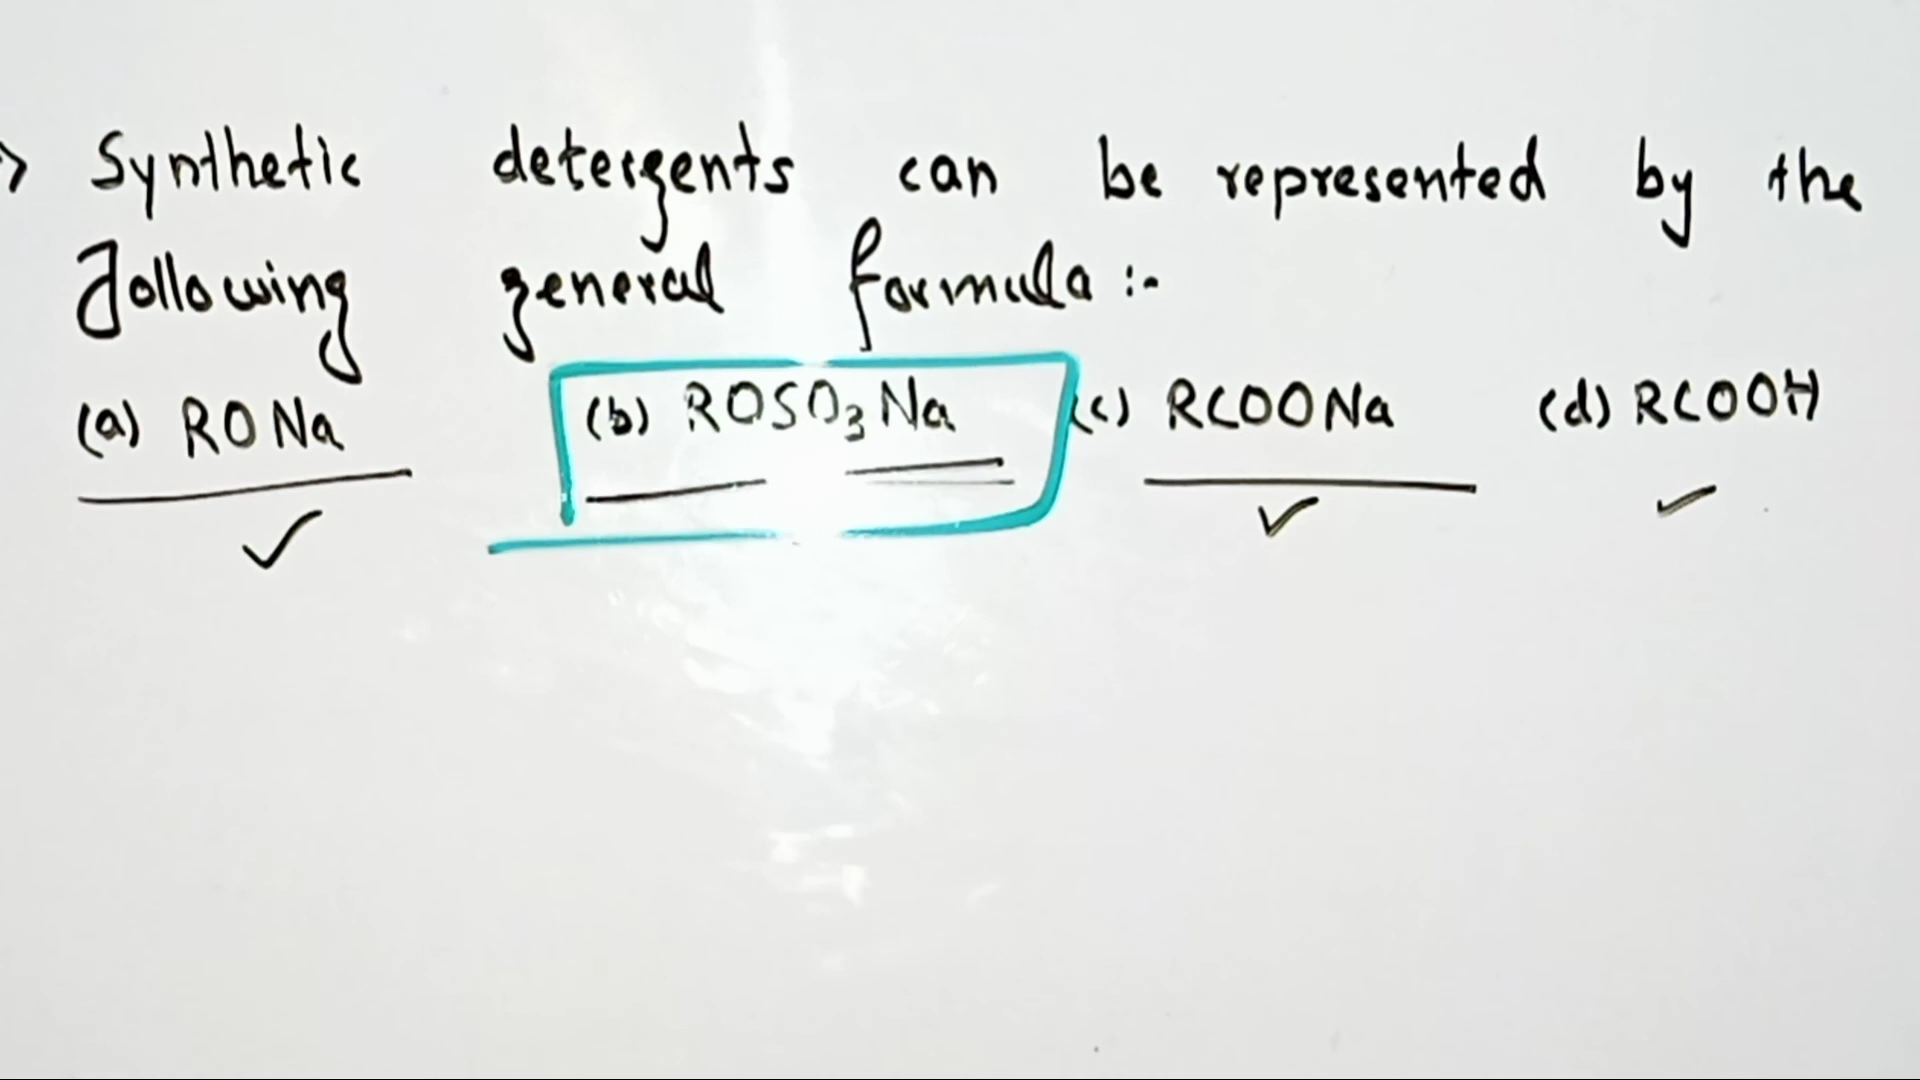 > Synthetic detergents can be represented by the
following general formula :-
(a) RONa (b) ROSO₃Na (c) RCOONa (d) RCOOH